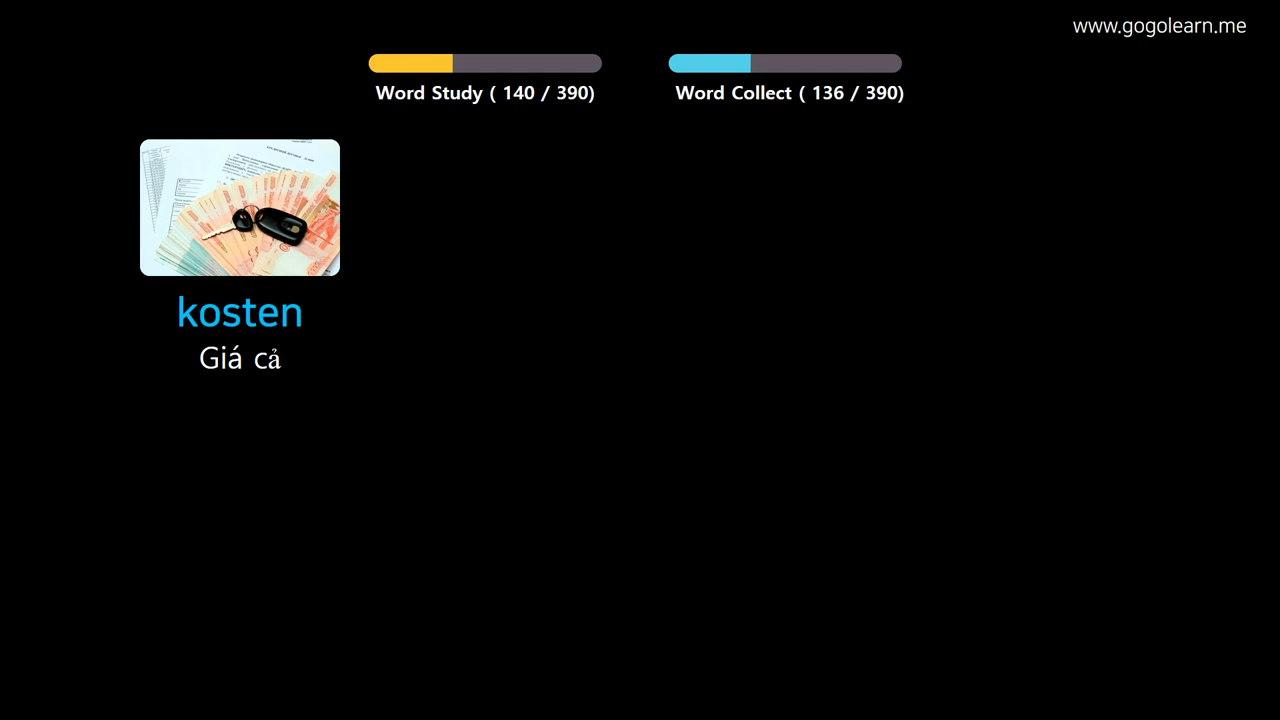 www.gogolearn.me
Word Study ( 140 / 390)
Word Collect ( 136 / 390)
kosten
Giá cả